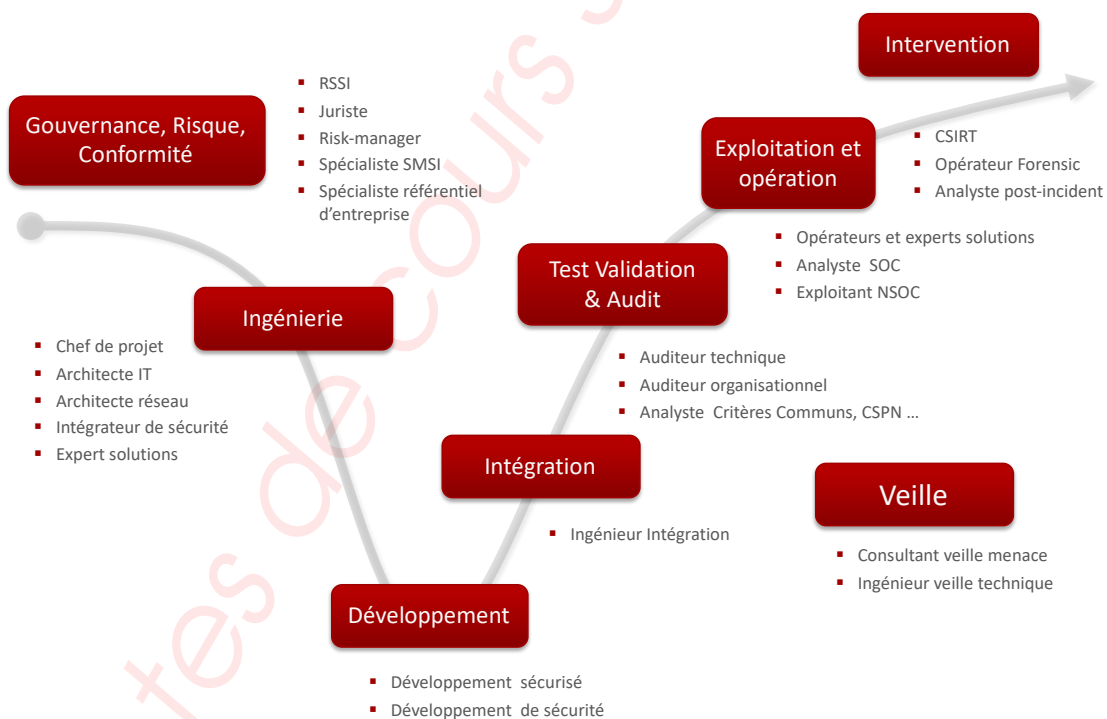 Gouvernance, Risque,
Conformité
▪ RSSI
▪ Juriste
▪ Risk-manager
▪ Spécialiste SMSI
▪ Spécialiste référentiel
d'entreprise
Ingénierie
▪ Chef de projet
▪ Architecte IT
▪ Architecte réseau
▪ Intégrateur de sécurité
▪ Expert solutions
Développement
▪ Développement sécurisé
▪ Développement de sécurité
Intégration
▪ Ingénieur Intégration
Test Validation
& Audit
▪ Auditeur technique
▪ Auditeur organisationnel
▪ Analyste Critères Communs, CSPN ...
Exploitation et
opération
▪ Opérateurs et experts solutions
▪ Analyste SOC
▪ Exploitant NSOC
Intervention
▪ CSIRT
▪ Opérateur Forensic
▪ Analyste post-incident
Veille
▪ Consultant veille menace
▪ Ingénieur veille technique
de cours